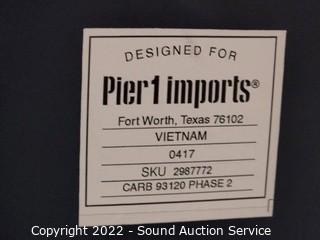 DESIGNED FOR
Pier1 imports®
Fort Worth, Texas 76102
VIETNAM
0417
SKU 2987772
CARB 93120 PHASE 2
Copyright 2022 - Sound Auction Service